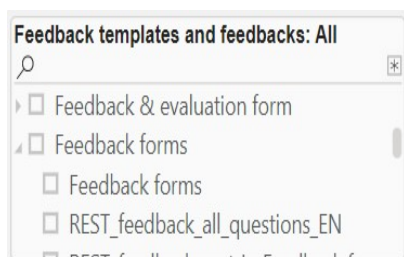 Feedback templates and feedbacks: All
Feedback & evaluation form
Feedback forms
Feedback forms
REST_feedback_all_questions_EN